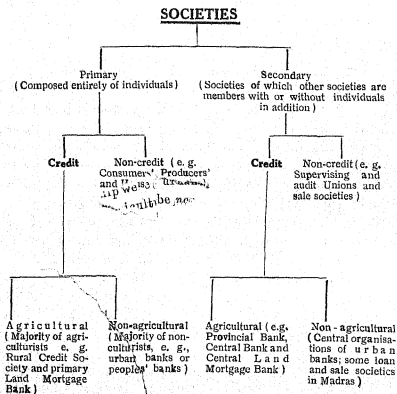 SOCIETIES
Primary
( Composed entirely of individuals )
Secondary
( Societies of which other societies are
members with or without individuals
in addition )
Credit
Non-credit ( e. g.
Consumers', Producers'
and
Credit
Non-credit ( e. g.
Supervising and
audit Unions and
sale societies )
Agricultural
( Majority of agri-
culturists e. g.
Rural Credit So-
ciety and primary
Land Mortgage
Bank )
Non-agricultural
(Majority of non-
culturists, e. g.,
urban banks or
peoples' banks )
Agricultural (e.g.
Provincial Bank,
Central Bank and
Central Land
Mortgage Bank )
Non - agricultural
(Central organisa-
tions of urban
banks; some loan
and sale societics
in Madras )